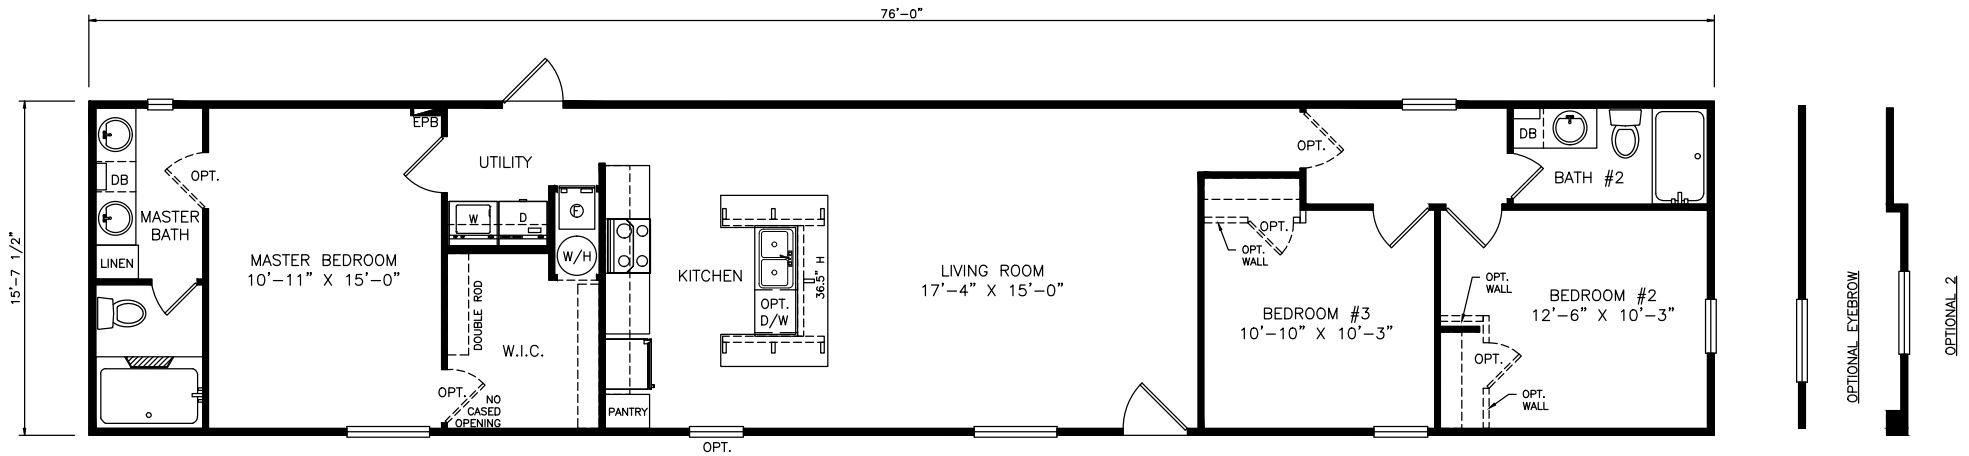 76'-0"
15'-7 1/2"
EPB
UTILITY
OPT.
DB
MASTER
BATH
LINEN
W
D
F
W/H
MASTER BEDROOM
10'-11" X 15'-0"
DOUBLE ROD
W.I.C.
OPT.
NO
CASED
OPENING
KITCHEN
OPT.
D/W
36.5" H
PANTRY
OPT.
LIVING ROOM
17'-4" X 15'-0"
OPT.
OPT.
OPT.
WALL
BEDROOM #3
10'-10" X 10'-3"
DB
BATH #2
OPT.
WALL
BEDROOM #2
12'-6" X 10'-3"
OPT.
OPT.
WALL
OPTIONAL EYEBROW
OPTIONAL 2